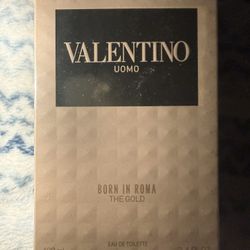 VALENTINO
UOMO
BORN IN ROMA
THE GOLD
EAU DE TOILETTE